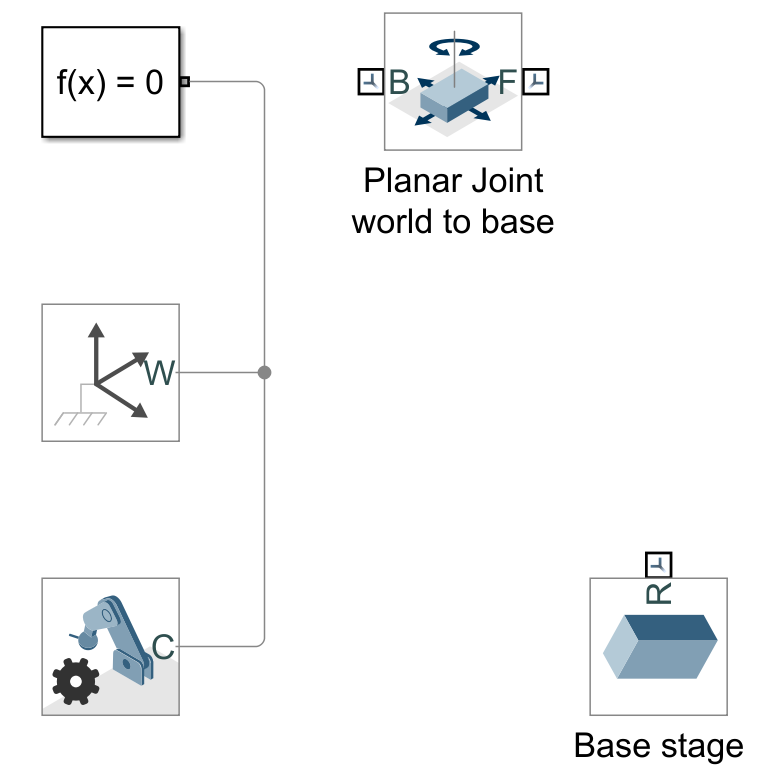 f(x) = 0
B F
Planar Joint
world to base
W
C
R
Base stage